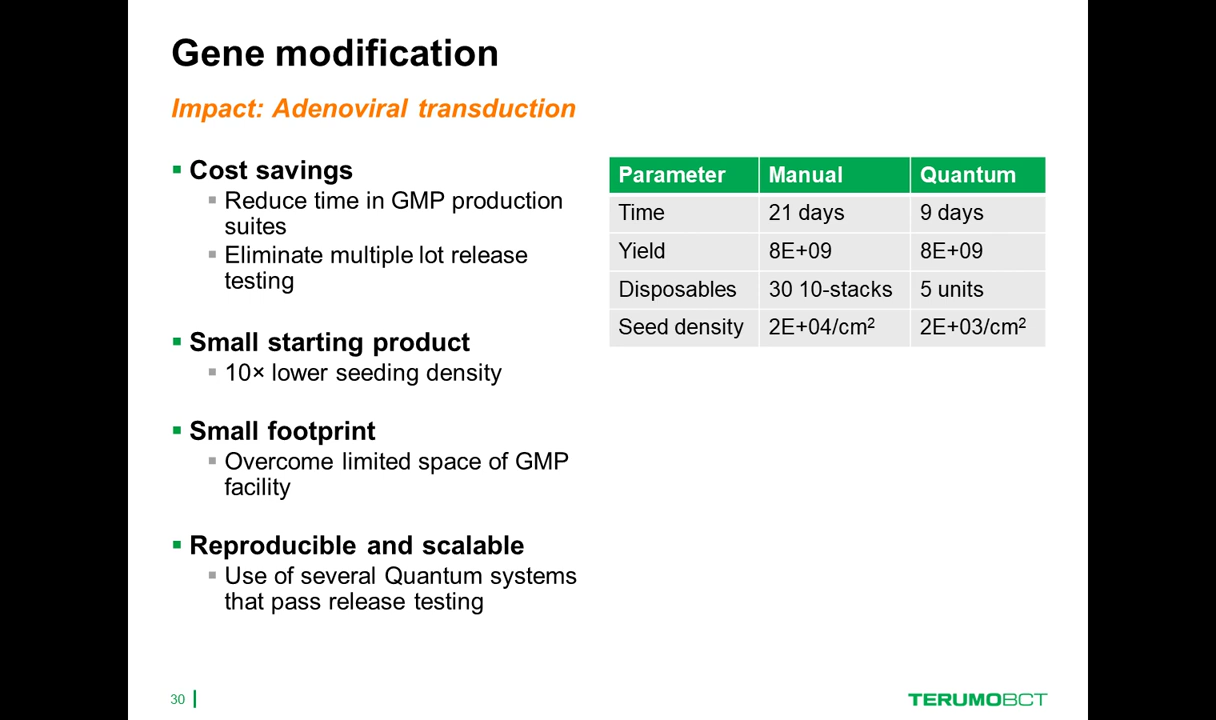 Gene modification
Impact: Adenoviral transduction
▪ Cost savings
▪ Reduce time in GMP production
suites
▪ Eliminate multiple lot release
testing
▪ Small starting product
▪ 10× lower seeding density
▪ Small footprint
▪ Overcome limited space of GMP
facility
▪ Reproducible and scalable
▪ Use of several Quantum systems
that pass release testing
Parameter Manual Quantum
Time 21 days 9 days
Yield 8E+09 8E+09
Disposables 30 10-stacks 5 units
Seed density 2E+04/cm² 2E+03/cm²
30
TERUMOBCT